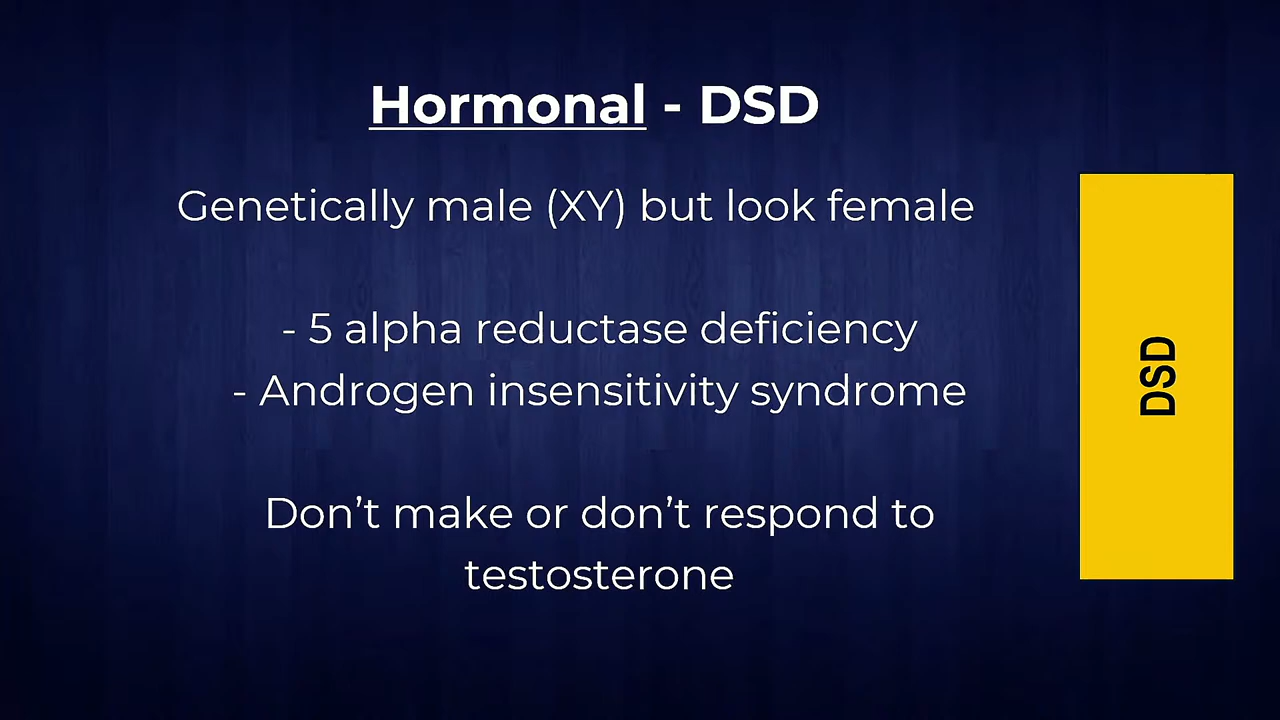 Hormonal - DSD
Genetically male (XY) but look female
- 5 alpha reductase deficiency
- Androgen insensitivity syndrome
Don't make or don't respond to
testosterone
DSD